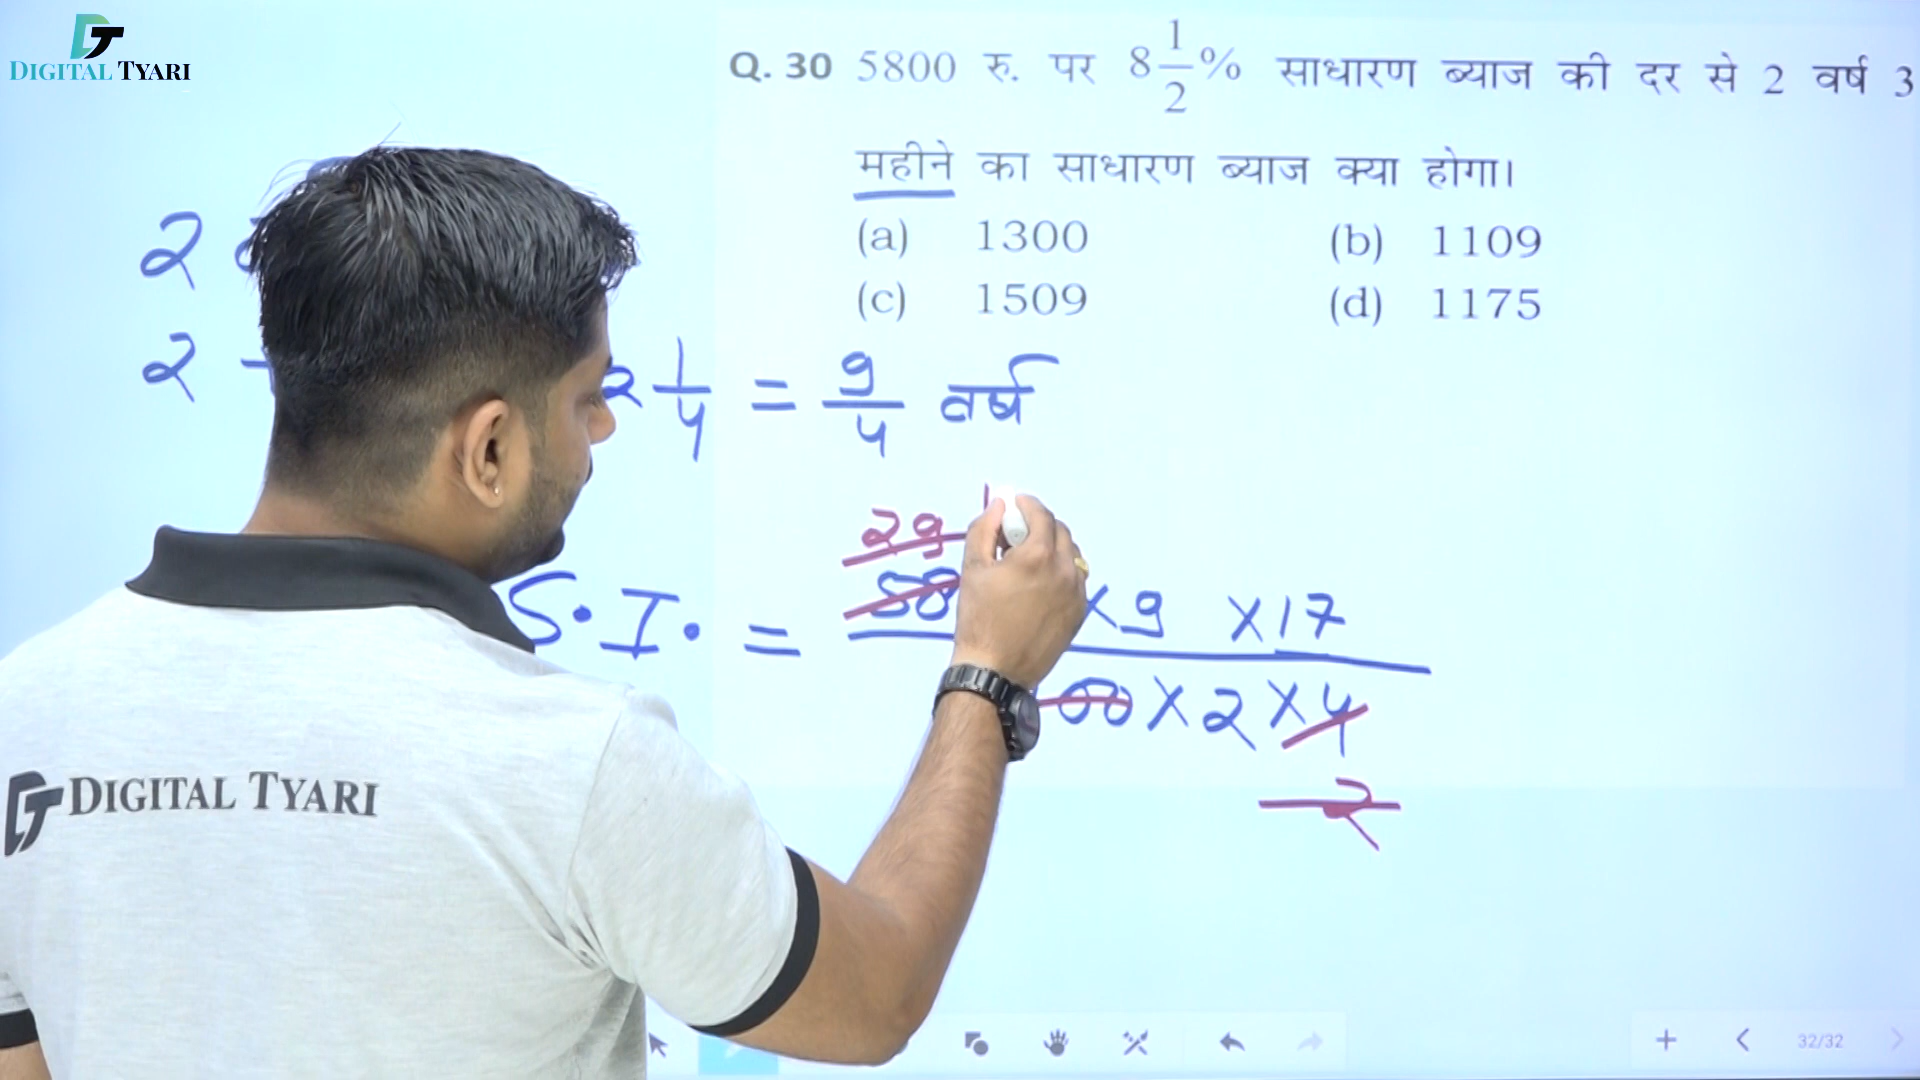 DIGITAL TYARI
Q. 30 5800 रु. पर 8 1/2 % साधारण ब्याज की दर से 2 वर्ष 3
महीने का साधारण ब्याज क्या होगा।
(a) 1300 (b) 1109
(c) 1509 (d) 1175
2
2 2 1/4 = 9/4 वर्ष
29
S.I. = 58 × 9 × 17
00 × 2 × 4
2
DIGITAL TYARI
32/32